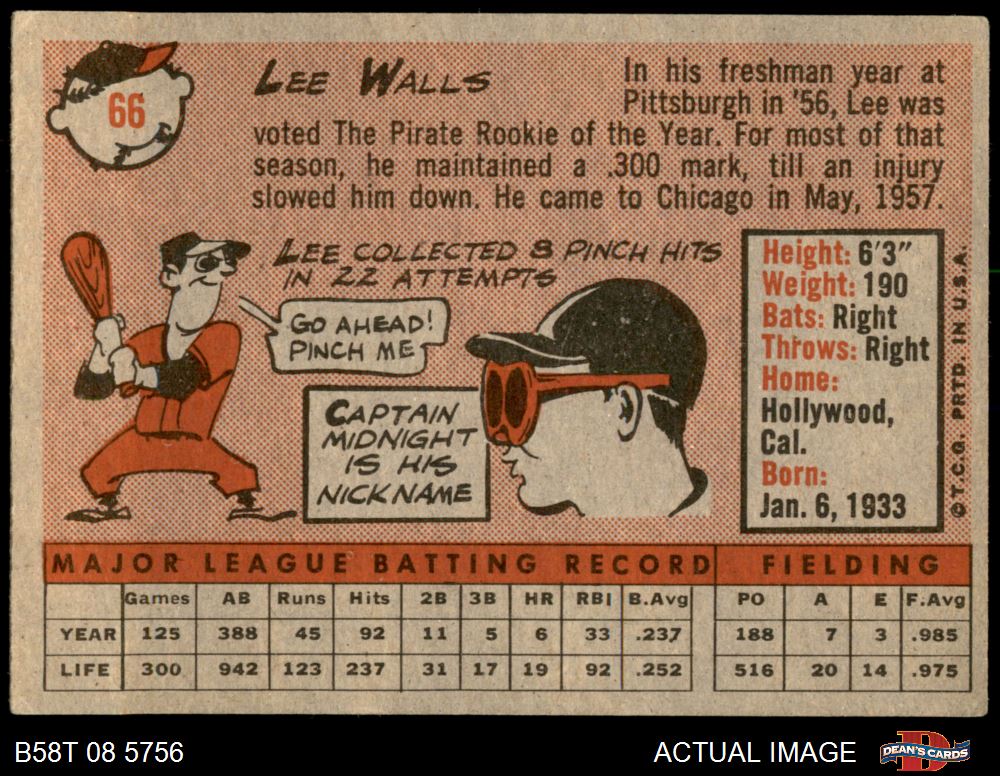 66
LEE WALLS
In his freshman year at
Pittsburgh in '56, Lee was
voted The Pirate Rookie of the Year. For most of that
season, he maintained a .300 mark, till an injury
slowed him down. He came to Chicago in May, 1957.
LEE COLLECTED 8 PINCH HITS
IN 22 ATTEMPTS
GO AHEAD!
PINCH ME
CAPTAIN
MIDNIGHT
IS HIS
NICKNAME
Height: 6'3"
Weight: 190
Bats: Right
Throws: Right
Home:
Hollywood,
Cal.
Born:
Jan. 6, 1933
© T.C.G. PRTD. IN U.S.A.
MAJOR LEAGUE BATTING RECORD FIELDING
Games AB Runs Hits 2B 3B HR RBI B.Avg PO A E F.Avg
YEAR 125 388 45 92 11 5 6 33 .237 188 7 3 .985
LIFE 300 942 123 237 31 17 19 92 .252 516 20 14 .975
B58T 08 5756 ACTUAL IMAGE DEAN'S CARDS